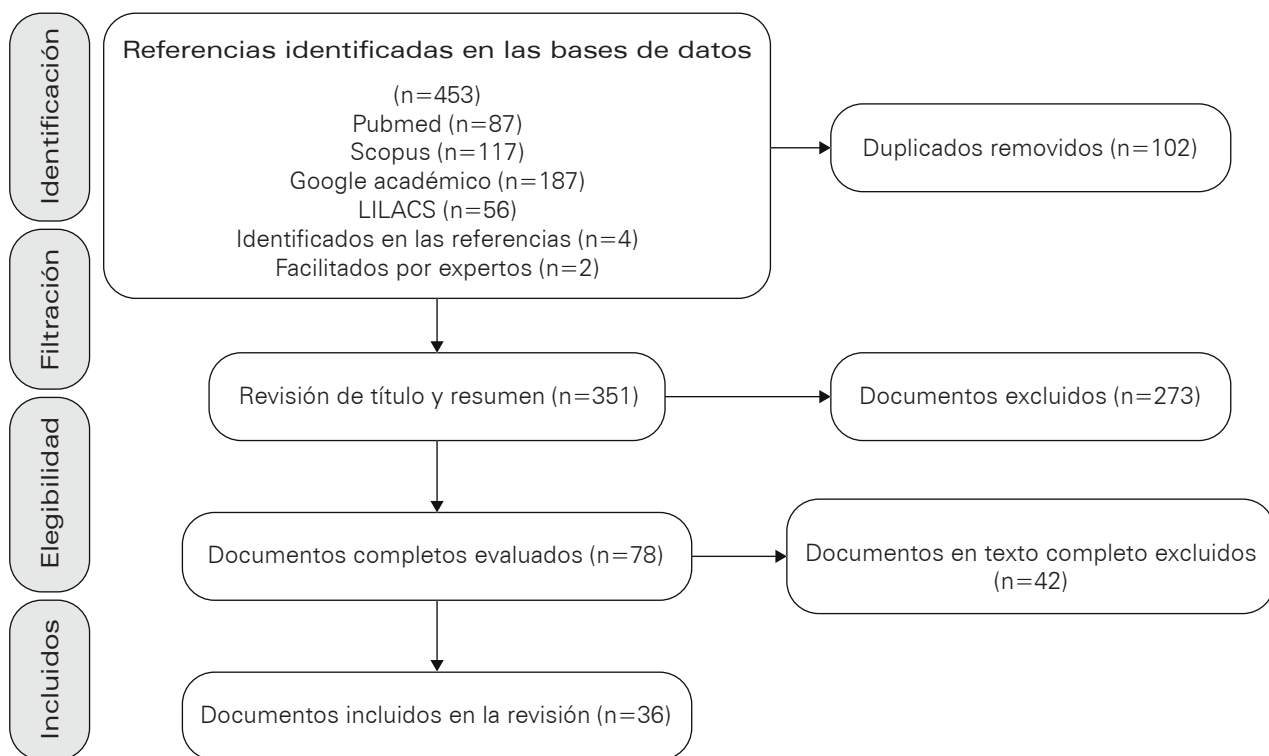 Identificación
Referencias identificadas en las bases de datos
(n=453)
Pubmed (n=87)
Scopus (n=117)
Google académico (n=187)
LILACS (n=56)
Identificados en las referencias (n=4)
Facilitados por expertos (n=2)
Duplicados removidos (n=102)
Filtración
Revisión de título y resumen (n=351)
Documentos excluidos (n=273)
Elegibilidad
Documentos completos evaluados (n=78)
Documentos en texto completo excluidos
(n=42)
Incluidos
Documentos incluidos en la revisión (n=36)